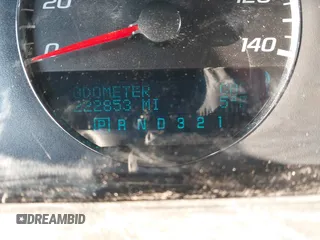 20 120
0 140
ODOMETER
222853 MI
P R N D 3 2 1
DREAMBID